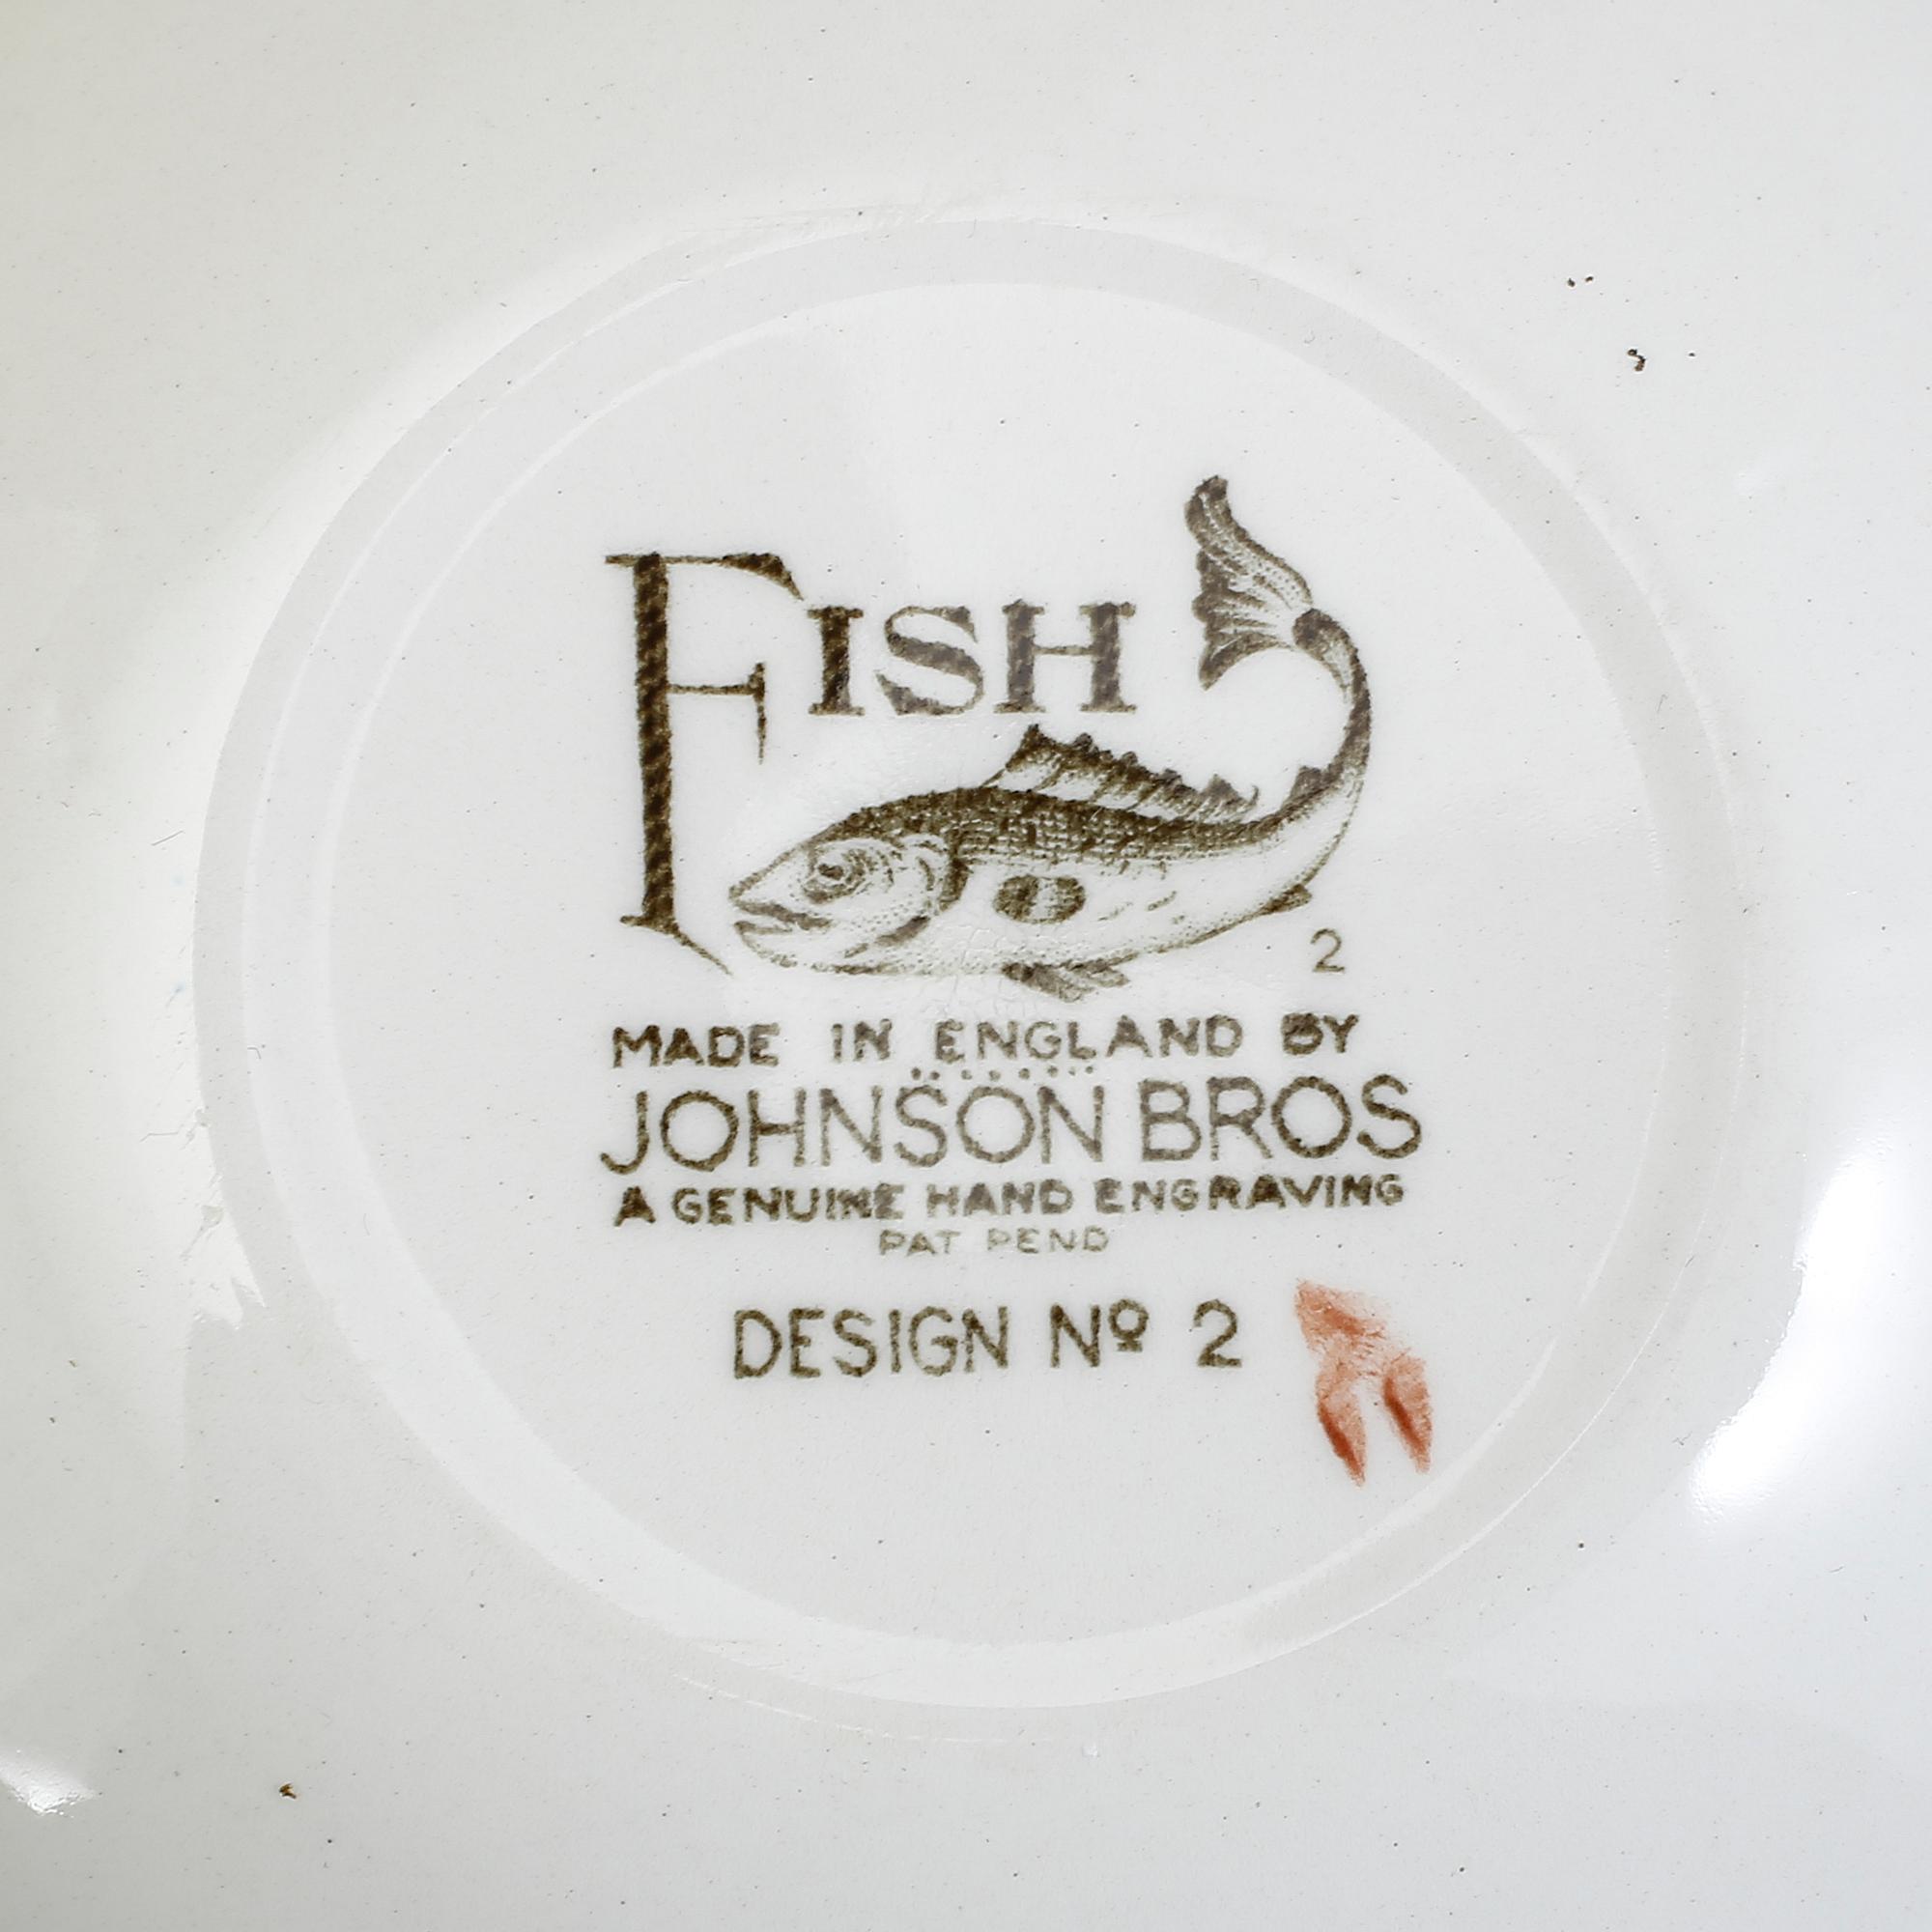 FISH
2
MADE IN ENGLAND BY
JOHNSON BROS
A GENUINE HAND ENGRAVING
PAT PEND
DESIGN Nº 2